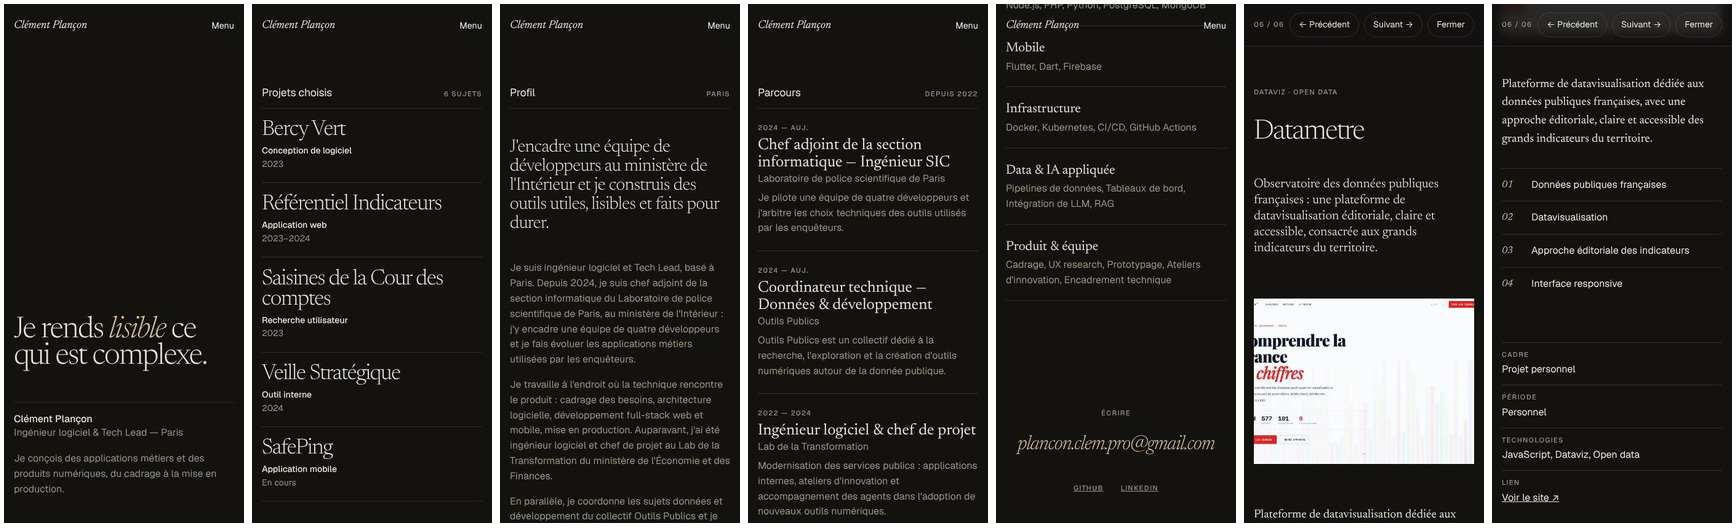 Clément Plançon
Menu
Je rends lisible ce
qui est complexe.
Clément Plançon
Ingénieur logiciel & Tech Lead — Paris
Je conçois des applications métiers et des
produits numériques, du cadrage à la mise en
production.
Clément Plançon
Menu
Projets choisis
6 SUJETS
Bercy Vert
Conception de logiciel
2023
Référentiel Indicateurs
Application web
2023–2024
Saisines de la Cour des
comptes
Recherche utilisateur
2023
Veille Stratégique
Outil interne
2024
SafePing
Application mobile
En cours
Clément Plançon
Menu
Profil
PARIS
J'encadre une équipe de
développeurs au ministère de
l'Intérieur et je construis des
outils utiles, lisibles et faits pour
durer.
Je suis ingénieur logiciel et Tech Lead, basé à
Paris. Depuis 2024, je suis chef adjoint de la
section informatique du Laboratoire de police
scientifique de Paris, au ministère de l'Intérieur :
j'y encadre une équipe de quatre développeurs
et je fais évoluer les applications métiers
utilisées par les enquêteurs.
Je travaille à l'endroit où la technique rencontre
le produit : cadrage des besoins, architecture
logicielle, développement full-stack web et
mobile, mise en production. Auparavant, j'ai été
ingénieur logiciel et chef de projet au Lab de la
Transformation du ministère de l'Économie et des
Finances.
En parallèle, je coordonne les sujets données et
développement du collectif Outils Publics et je
Clément Plançon
Menu
Parcours
DEPUIS 2022
2024 — AUJ.
Chef adjoint de la section
informatique — Ingénieur SIC
Laboratoire de police scientifique de Paris
Je pilote une équipe de quatre développeurs et
j'arbitre les choix techniques des outils utilisés
par les enquêteurs.
2024 — AUJ.
Coordinateur technique —
Données & développement
Outils Publics
Outils Publics est un collectif dédié à la
recherche, l'exploration et la création d'outils
numériques autour de la donnée publique.
2022 — 2024
Ingénieur logiciel & chef de projet
Lab de la Transformation
Modernisation des services publics : applications
internes, ateliers d'innovation et
accompagnement des agents dans l'adoption de
nouveaux outils numériques.
Node.js, PHP, Python, PostgreSQL, MongoDB
Clément Plançon
Menu
Mobile
Flutter, Dart, Firebase
Infrastructure
Docker, Kubernetes, CI/CD, GitHub Actions
Data & IA appliquée
Pipelines de données, Tableaux de bord,
Intégration de LLM, RAG
Produit & équipe
Cadrage, UX research, Prototypage, Ateliers
d'innovation, Encadrement technique
ÉCRIRE
plancon.clem.pro@gmail.com
GITHUB
LINKEDIN
06 / 06
← Précédent
Suivant →
Fermer
DATAVIZ · OPEN DATA
Datametre
Observatoire des données publiques
françaises : une plateforme de
datavisualisation éditoriale, claire et
accessible, consacrée aux grands
indicateurs du territoire.
omprendre la
rance
chiffres
577 101 0
Plateforme de datavisualisation dédiée aux
06 / 06
← Précédent
Suivant →
Fermer
Plateforme de datavisualisation dédiée aux
données publiques françaises, avec une
approche éditoriale, claire et accessible des
grands indicateurs du territoire.
01 Données publiques françaises
02 Datavisualisation
03 Approche éditoriale des indicateurs
04 Interface responsive
CADRE
Projet personnel
PÉRIODE
Personnel
TECHNOLOGIES
JavaScript, Dataviz, Open data
LIEN
Voir le site ↗